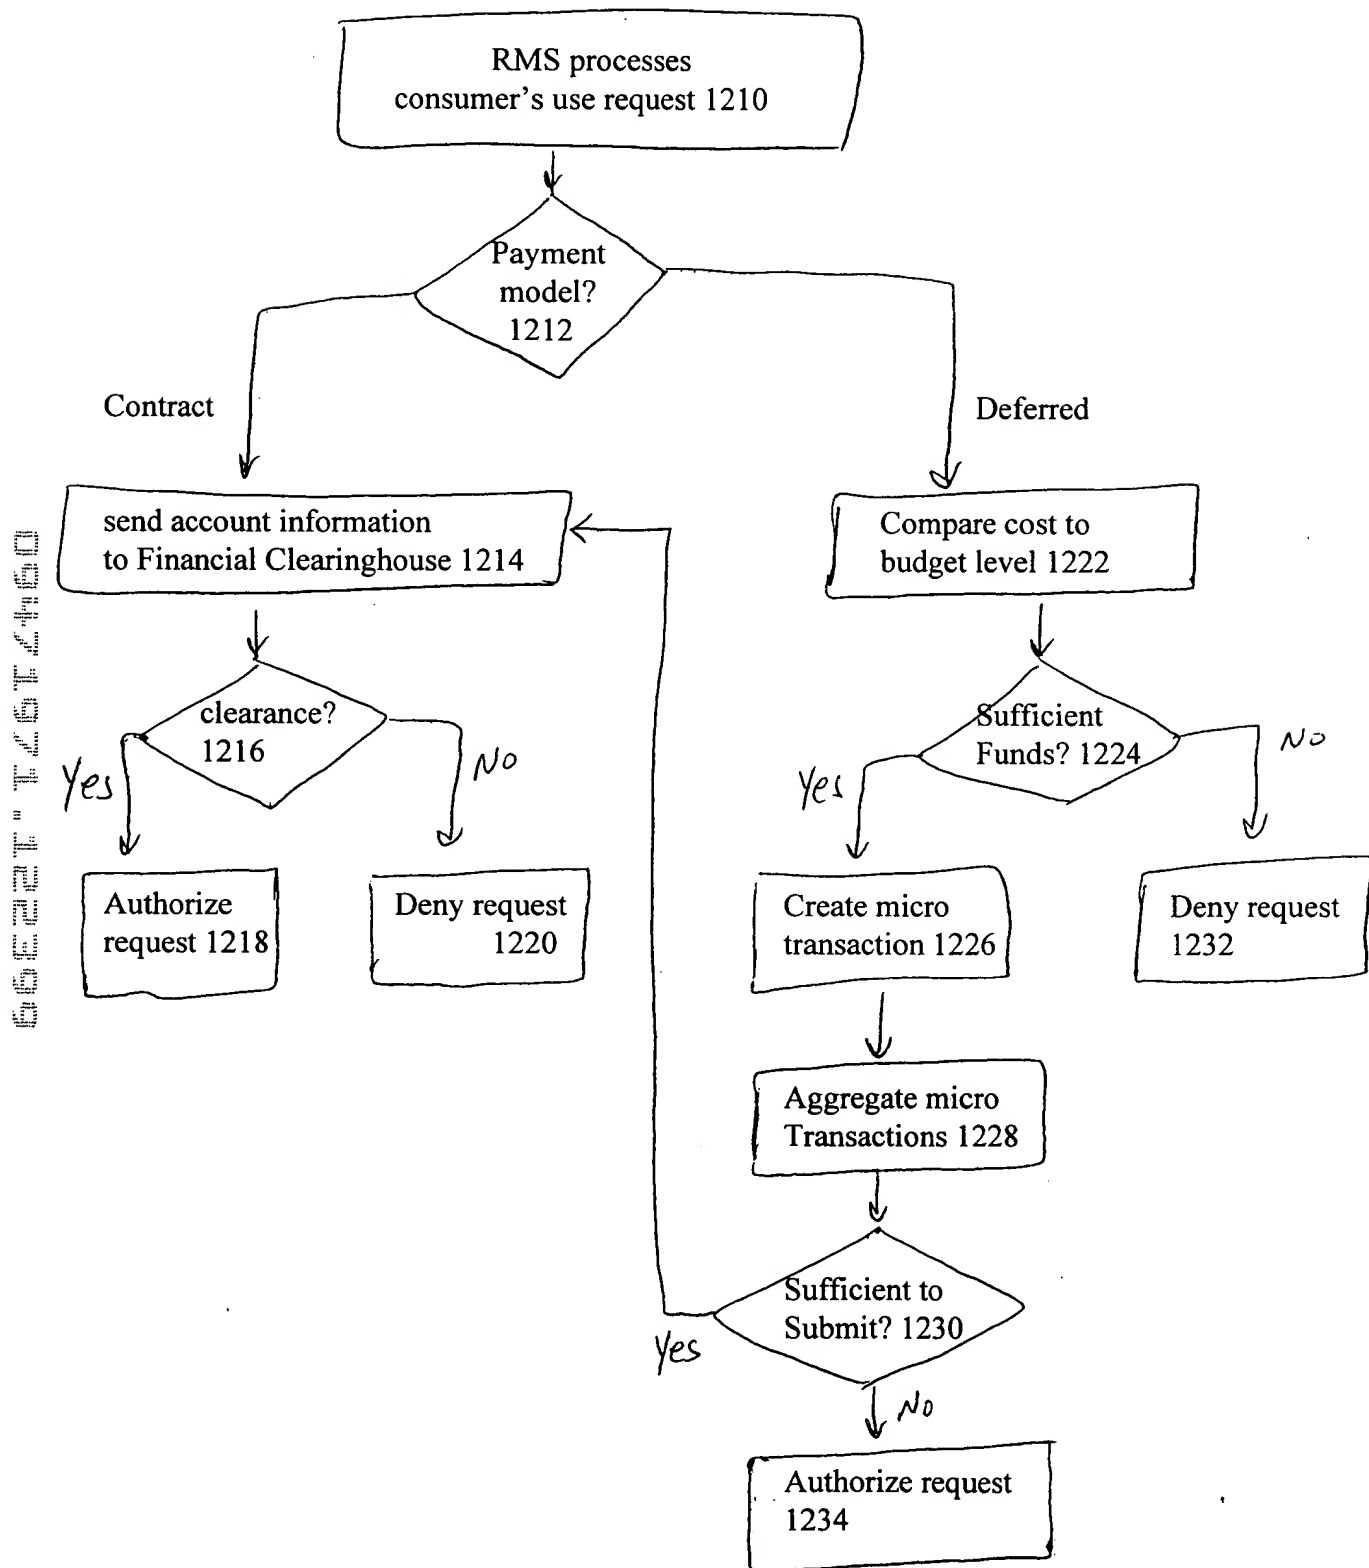 RMS processes
consumer's use request 1210
Payment
model?
1212
Contract
Deferred
send account information
to Financial Clearinghouse 1214
Compare cost to
budget level 1222
clearance?
1216
Yes
NO
Sufficient
Funds? 1224
Yes
NO
Authorize
request 1218
Deny request
1220
Create micro
transaction 1226
Deny request
1232
Aggregate micro
Transactions 1228
Sufficient to
Submit? 1230
Yes
NO
Authorize request
1234